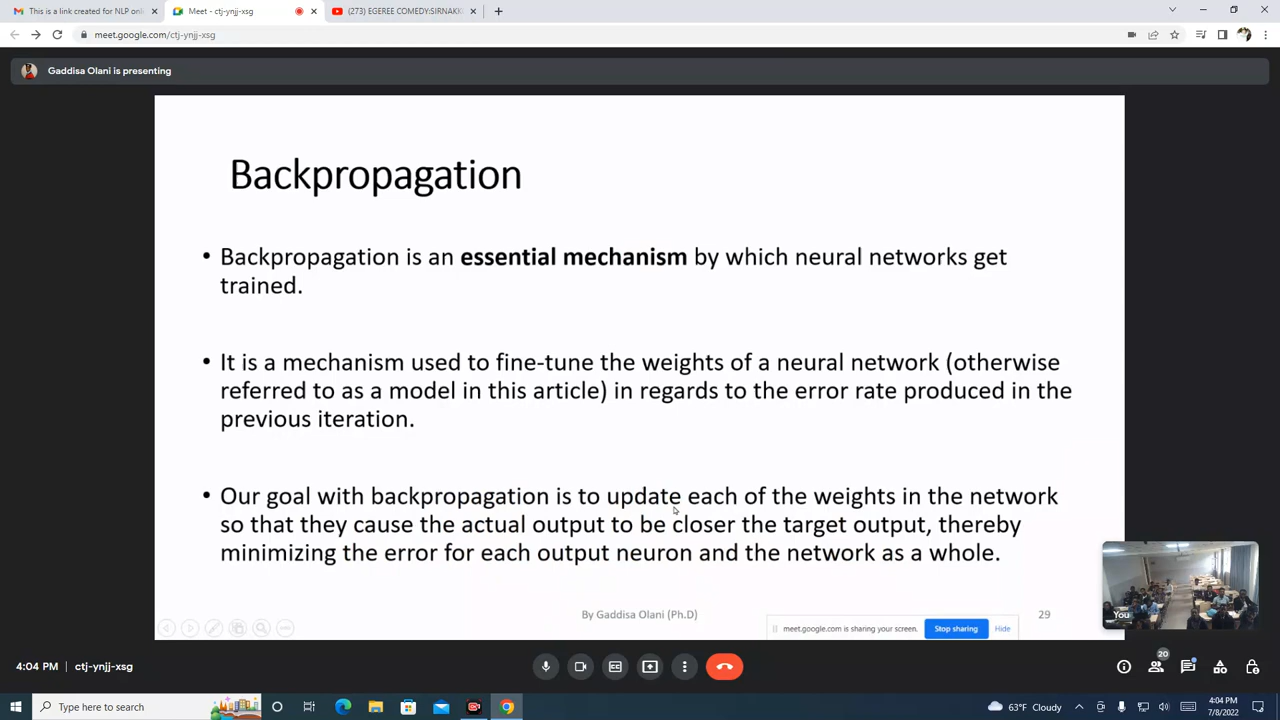 This is a link created for NLP onli
Meet - ctj-ynjj-xsg
(273) EGEREE COMEDY:SIRNAKK
meet.google.com/ctj-ynjj-xsg
Gaddisa Olani is presenting
Backpropagation
• Backpropagation is an essential mechanism by which neural networks get
trained.
• It is a mechanism used to fine-tune the weights of a neural network (otherwise
referred to as a model in this article) in regards to the error rate produced in the
previous iteration.
• Our goal with backpropagation is to update each of the weights in the network
so that they cause the actual output to be closer the target output, thereby
minimizing the error for each output neuron and the network as a whole.
You
By Gaddisa Olani (Ph.D)
29
meet.google.com is sharing your screen.
Stop sharing
Hide
4:04 PM | ctj-ynjj-xsg
20
Type here to search
63°F Cloudy
4:04 PM
7/8/2022